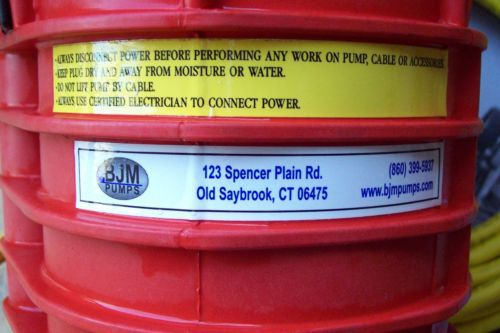 •ALWAYS DISCONNECT POWER BEFORE PERFORMING ANY WORK ON PUMP, CABLE OR ACCESSORIES.
•KEEP PLUG DRY AND AWAY FROM MOISTURE OR WATER.
•DO NOT LIFT PUMP BY CABLE.
•ALWAYS USE CERTIFIED ELECTRICIAN TO CONNECT POWER.
BJM
PUMPS
123 Spencer Plain Rd.
Old Saybrook, CT 06475
(860) 399-5937
www.bjmpumps.com